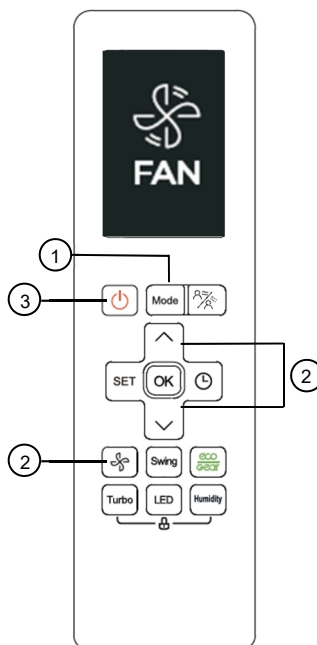 FAN
1
3
Mode
SET
OK
2
2
Swing
eco
Gear
Turbo
LED
Humidity